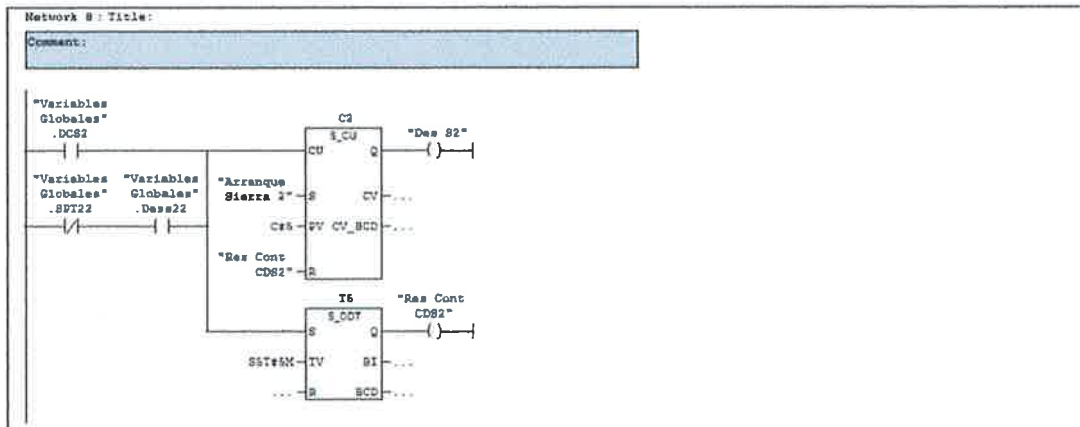 Network 8 : Title:
Comment:
"Variables
Globales"
.DCS2
C2
S_CU
"Des S2"
CU
Q
"Variables
Globales"
.SPT22
"Variables
Globales"
.Dess22
"Arranque
Sierra 2"
S
CV
...
C#5
PV
CV_BCD
...
"Res Cont
CDS2"
R
T5
S_ODT
"Res Cont
CDS2"
S
Q
S5T#5M
TV
BI
...
...
R
BCD
...